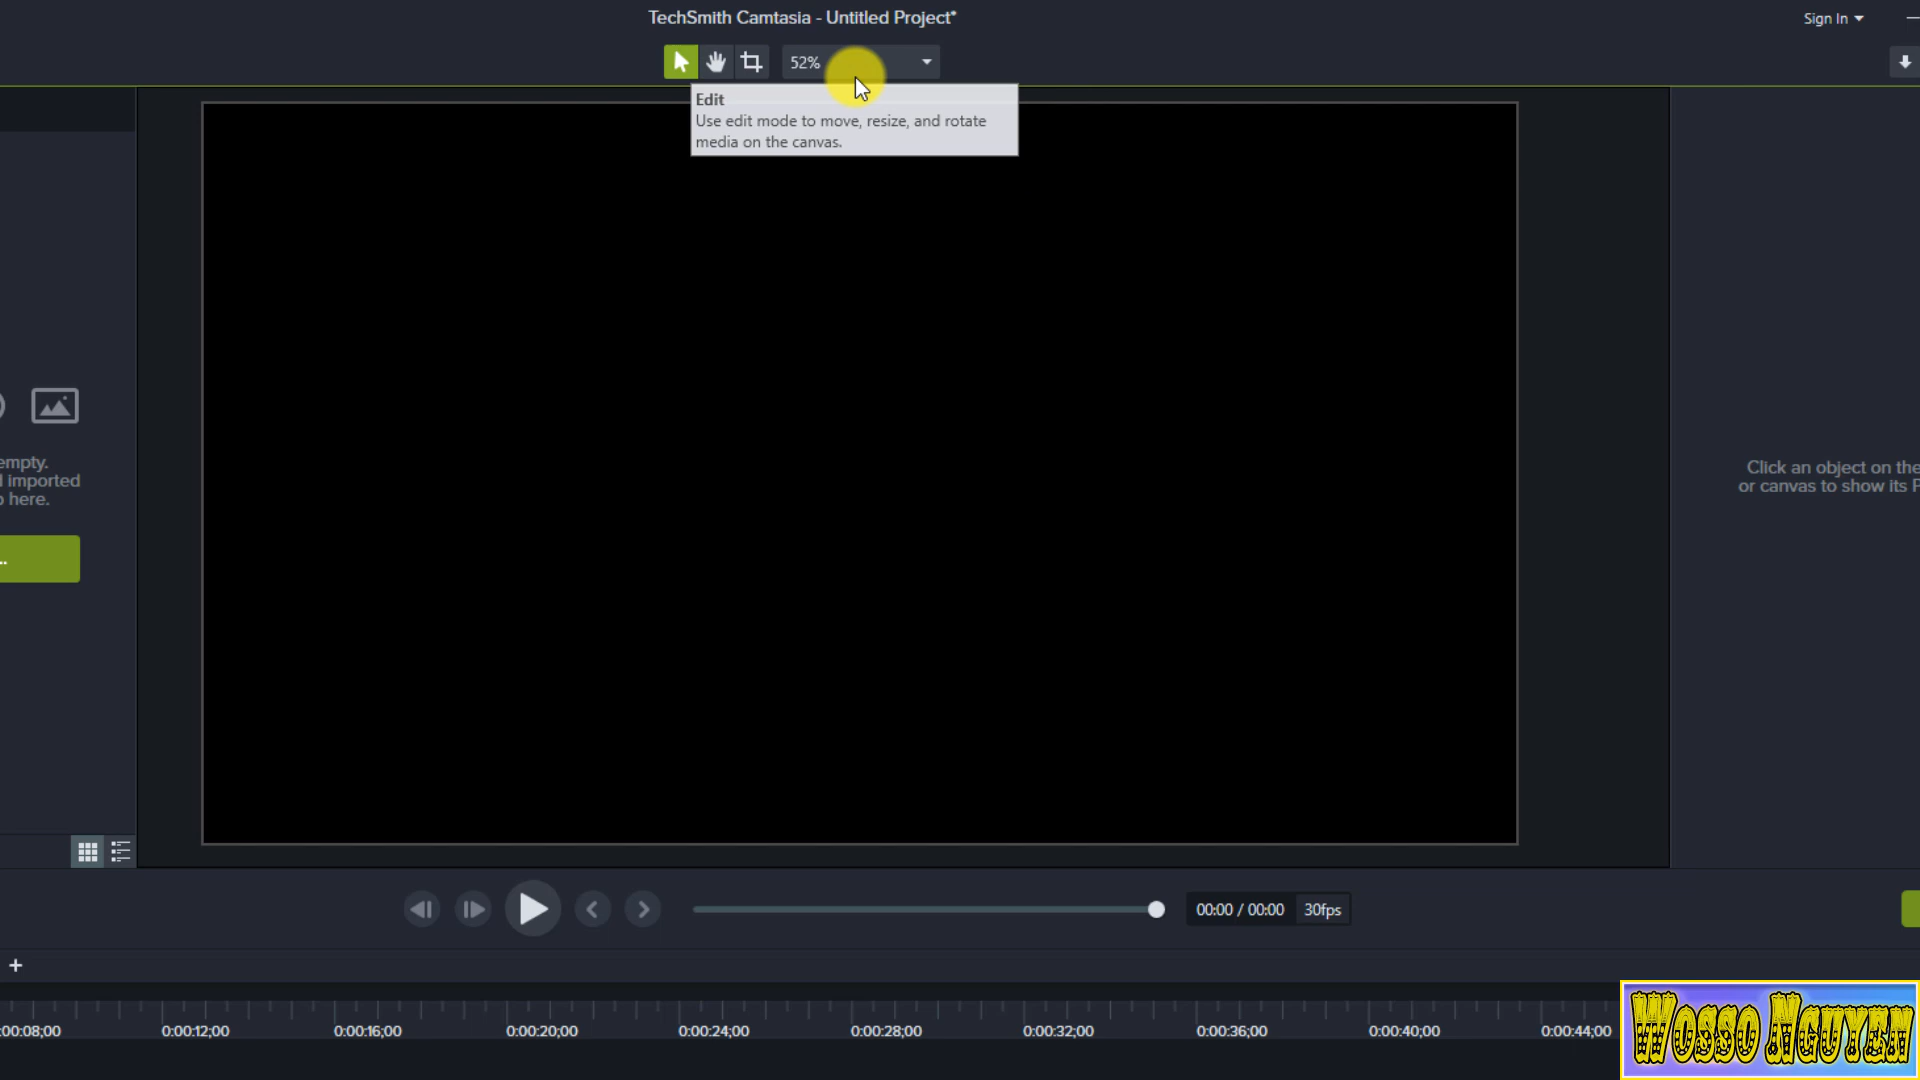 TechSmith Camtasia - Untitled Project*
Sign In
52%
Edit
Use edit mode to move, resize, and rotate
media on the canvas.
empty.
imported
here.
...
Click an object on the
or canvas to show its P
00:00 / 00:00
30fps
+
:00:08;00
0:00:12;00
0:00:16;00
0:00:20;00
0:00:24;00
0:00:28;00
0:00:32;00
0:00:36;00
0:00:40;00
0:00:44;00
Wosso Nguyen